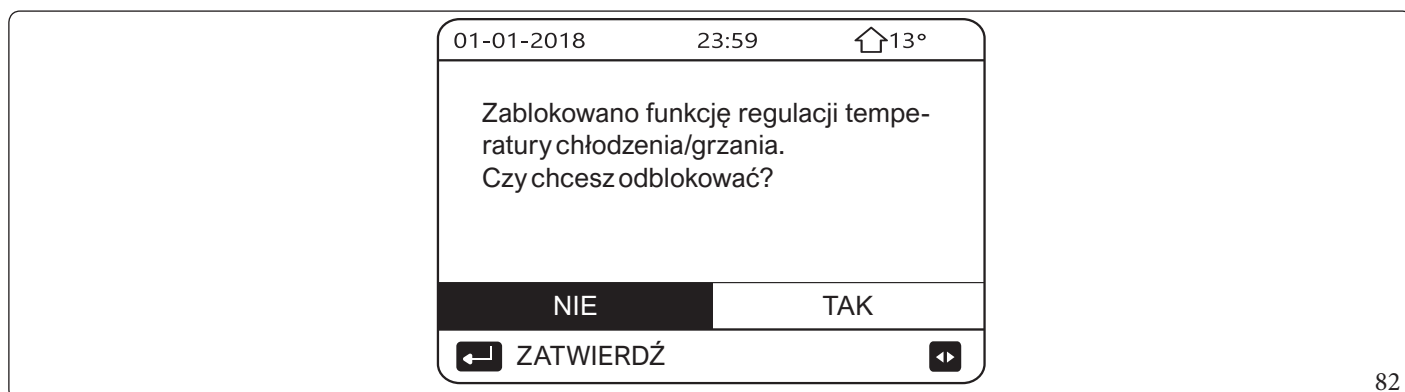 01-01-2018 23:59 13°
Zablokowano funkcję regulacji tempe-
ratury chłodzenia/grzania.
Czy chcesz odblokować?
NIE TAK
ZATWIERDŹ
82